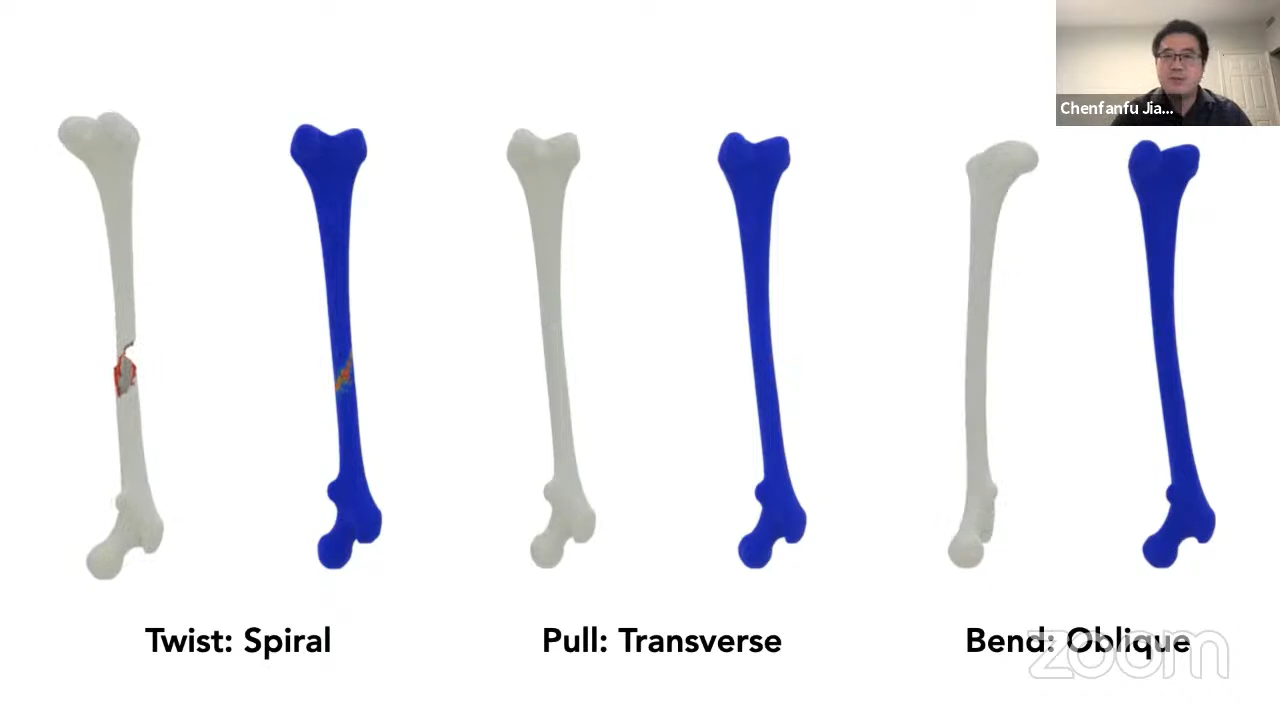 Chenfanfu Jia...
Twist: Spiral
Pull: Transverse
Bend: Oblique
zoom